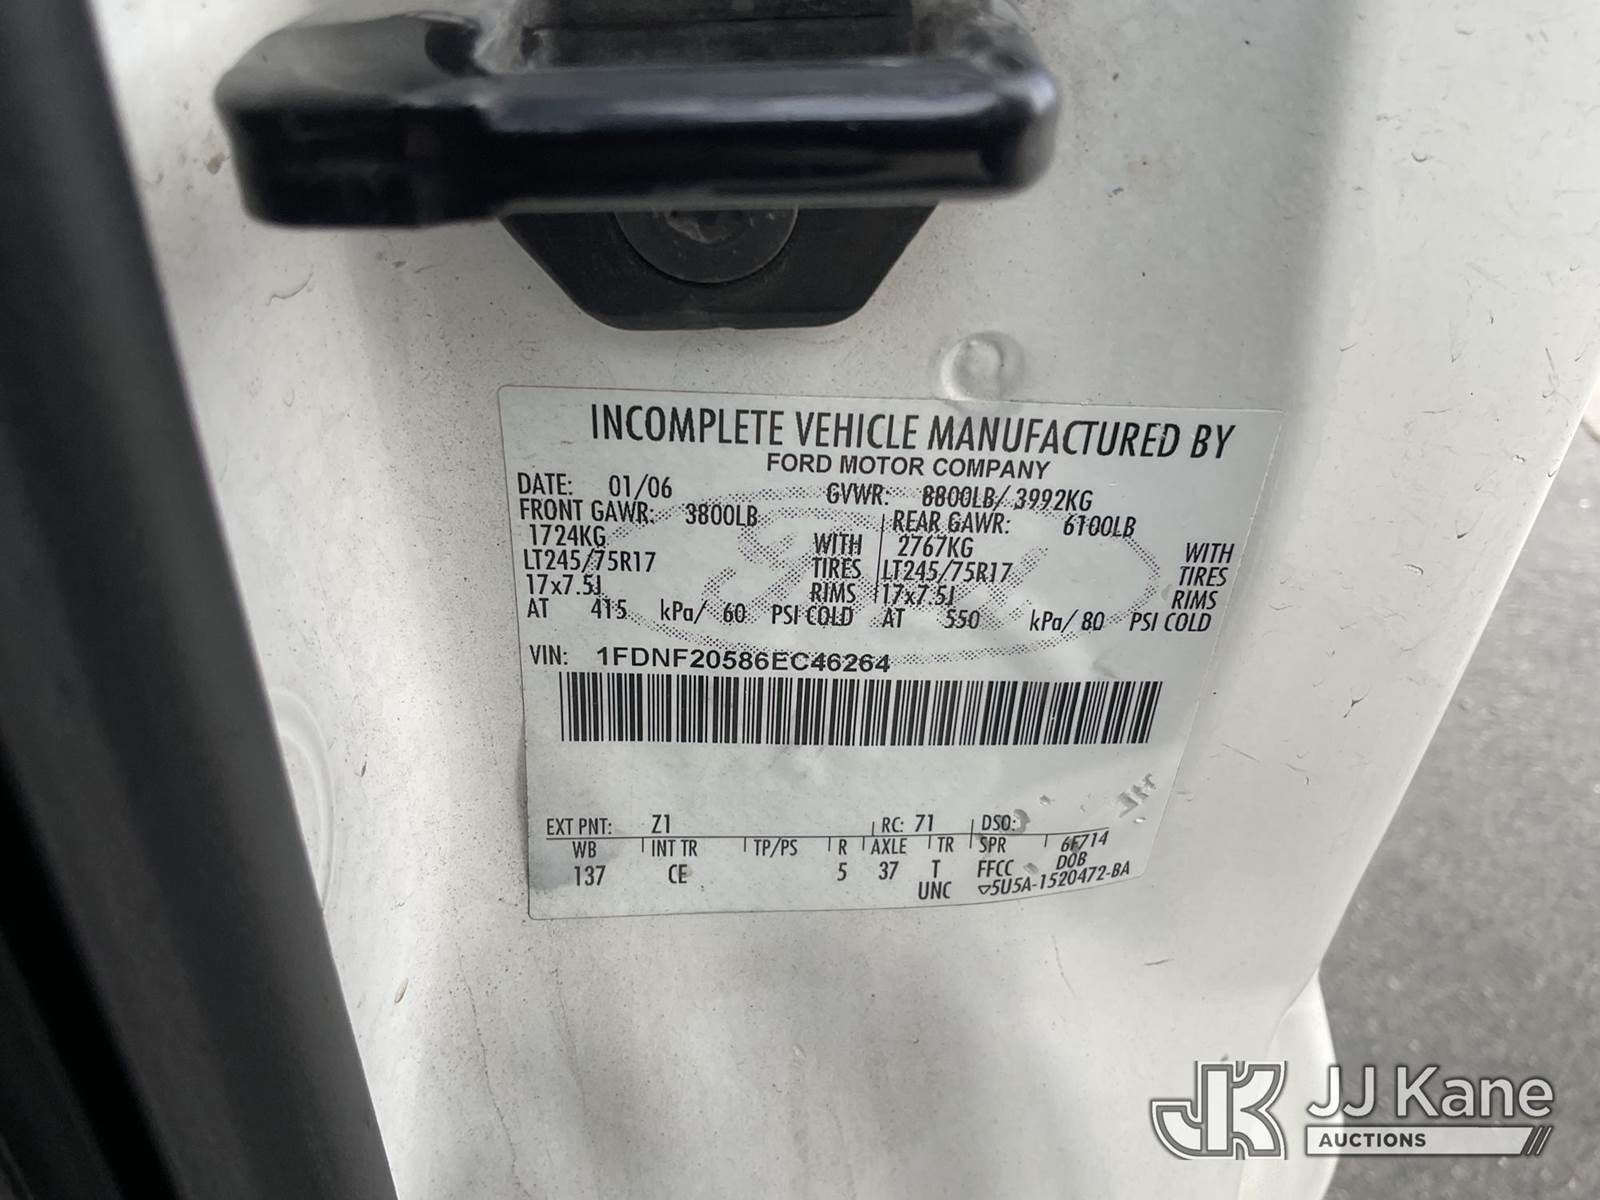 INCOMPLETE VEHICLE MANUFACTURED BY
FORD MOTOR COMPANY
DATE: 01/06 GVWR: 8800LB/ 3992KG
FRONT GAWR: 3800LB REAR GAWR: 6100LB
1724KG WITH 2767KG WITH
LT245/75R17 TIRES LT245/75R17 TIRES
17x7.5J RIMS 17x7.5J RIMS
AT 415 kPa/ 60 PSI COLD AT 550 kPa/ 80 PSI COLD
VIN: 1FDNF20586EC46264
EXT PNT: Z1 RC: 71 DSO:
WB INT TR TP/PS R AXLE TR SPR 6F714
137 CE 5 37 T FFCC DOB
UNC 5U5A-1520472-BA
JK JJ Kane
AUCTIONS